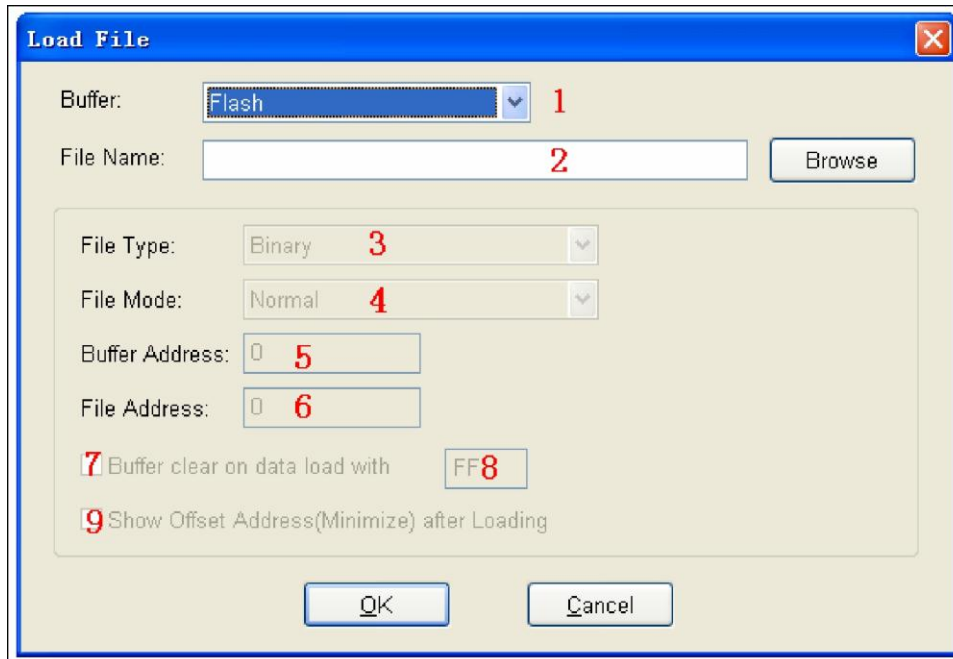 Load File
Buffer: Flash 1
File Name: 2 Browse
File Type: Binary 3
File Mode: Normal 4
Buffer Address: 0 5
File Address: 0 6
7 Buffer clear on data load with FF 8
9 Show Offset Address(Minimize) after Loading
OK Cancel